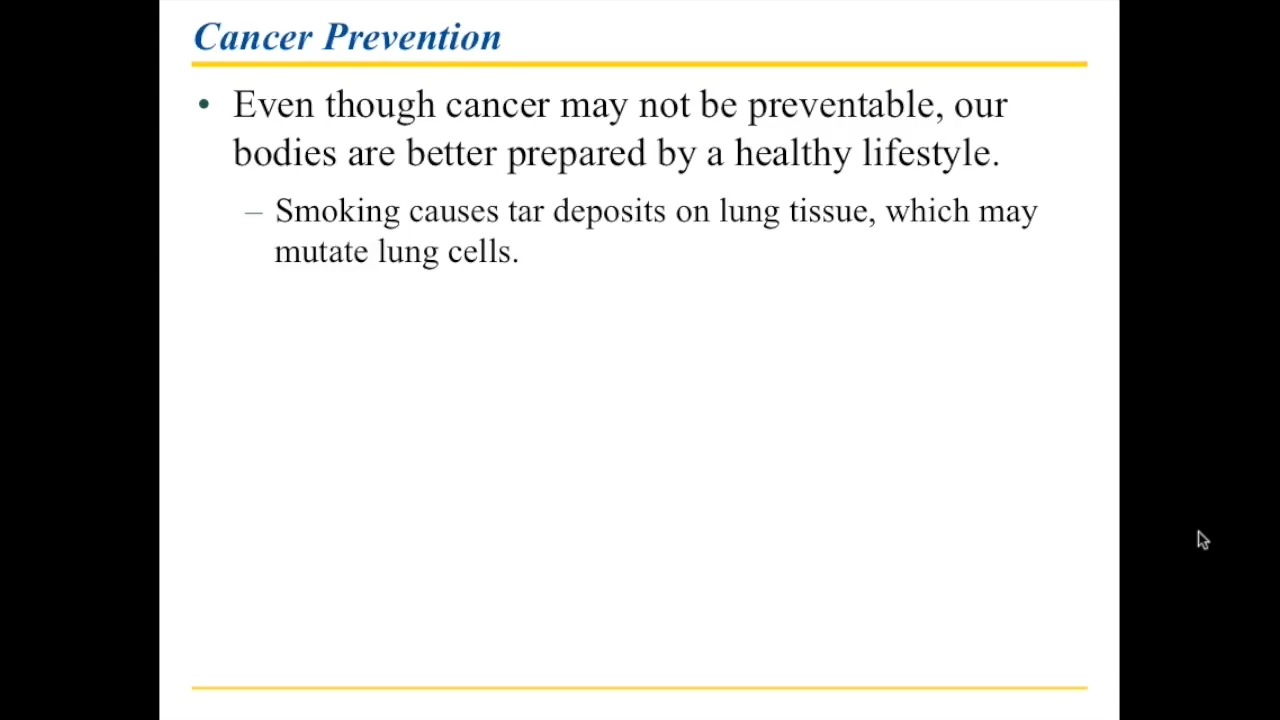 Cancer Prevention
• Even though cancer may not be preventable, our
bodies are better prepared by a healthy lifestyle.
– Smoking causes tar deposits on lung tissue, which may
mutate lung cells.